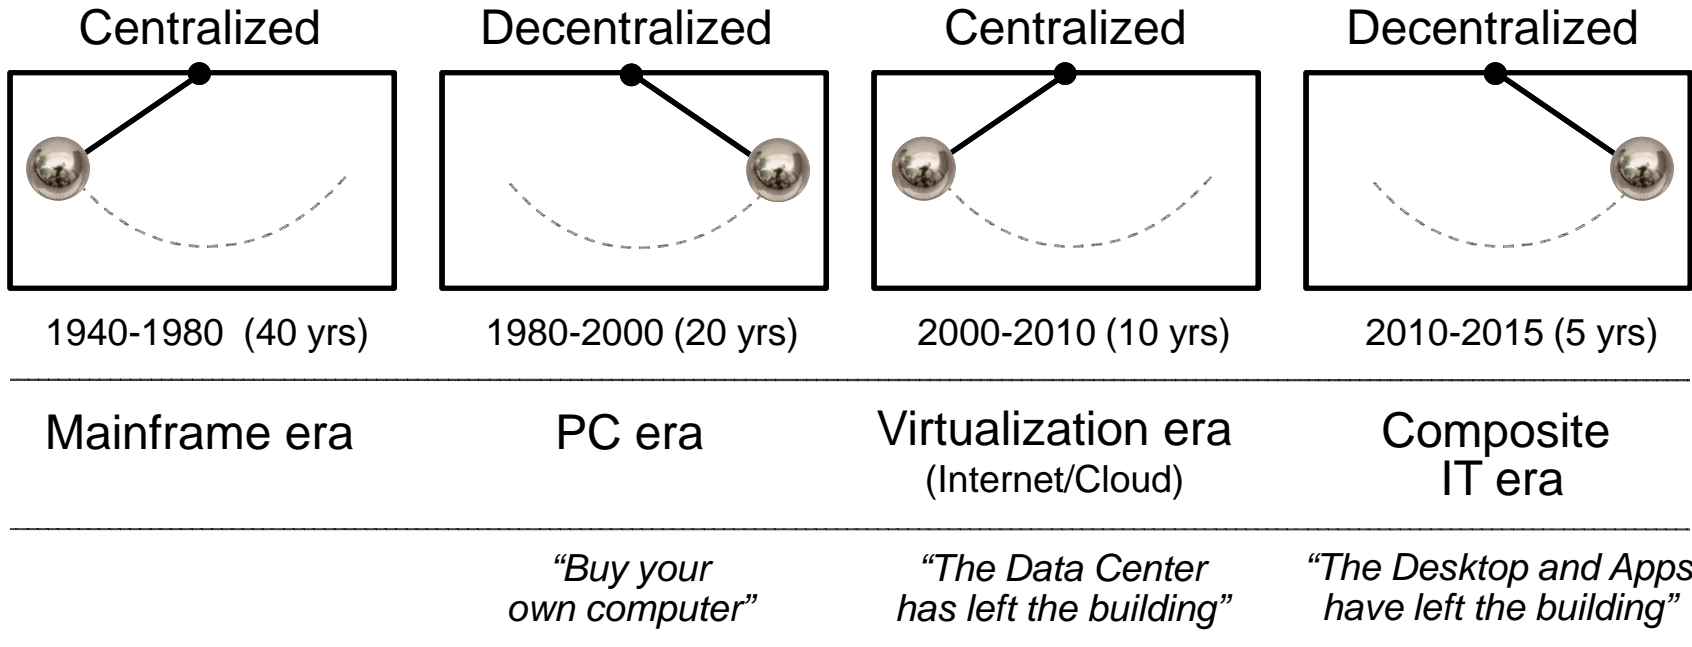 Centralized
Decentralized
Centralized
Decentralized
1940-1980 (40 yrs)
1980-2000 (20 yrs)
2000-2010 (10 yrs)
2010-2015 (5 yrs)
Mainframe era
PC era
Virtualization era
(Internet/Cloud)
Composite
IT era
“Buy your
own computer”
“The Data Center
has left the building”
“The Desktop and Apps
have left the building”